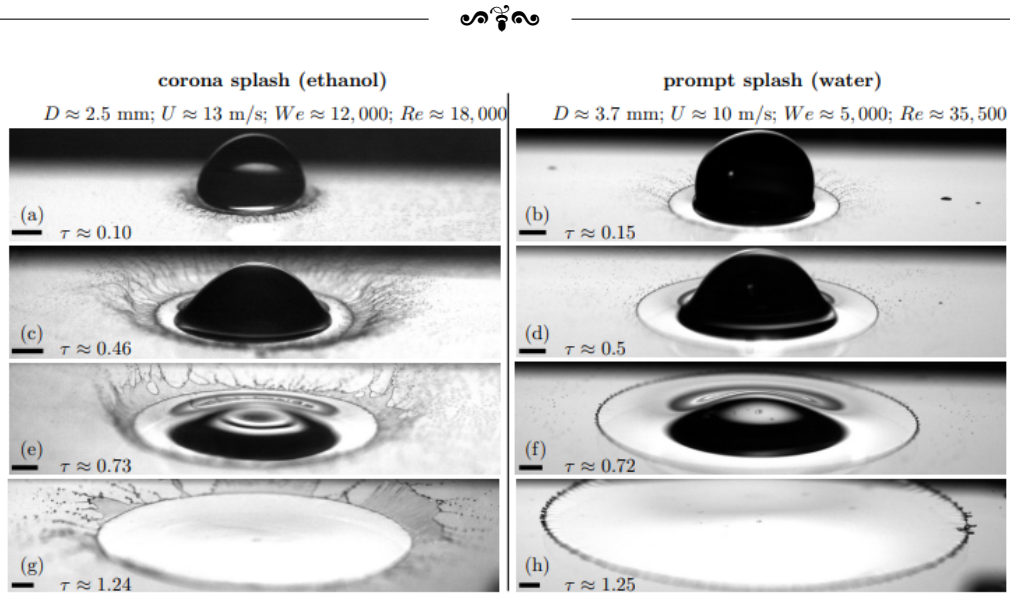 corona splash (ethanol)
D ≈ 2.5 mm; U ≈ 13 m/s; We ≈ 12,000; Re ≈ 18,000
(a)
τ ≈ 0.10
(c)
τ ≈ 0.46
(e)
τ ≈ 0.73
(g)
τ ≈ 1.24
prompt splash (water)
D ≈ 3.7 mm; U ≈ 10 m/s; We ≈ 5,000; Re ≈ 35,500
(b)
τ ≈ 0.15
(d)
τ ≈ 0.5
(f)
τ ≈ 0.72
(h)
τ ≈ 1.25